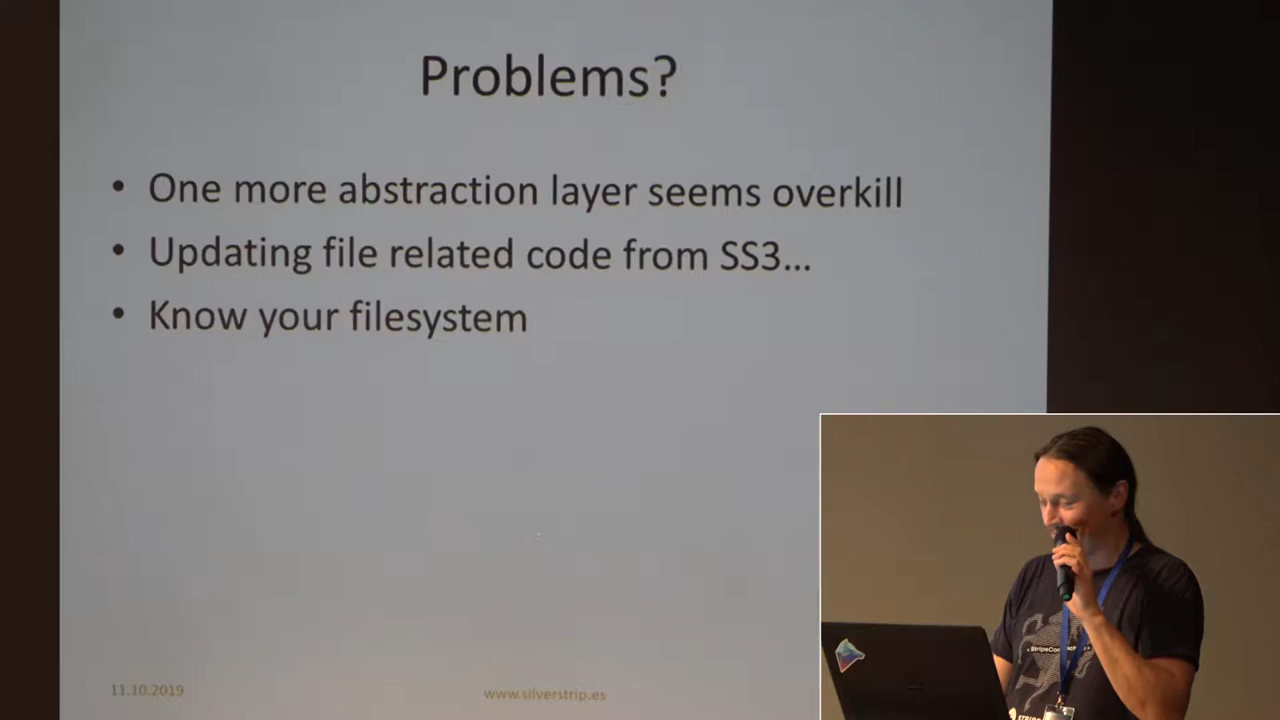 Problems?
• One more abstraction layer seems overkill
• Updating file related code from SS3...
• Know your filesystem
11.10.2019
www.silverstrip.es